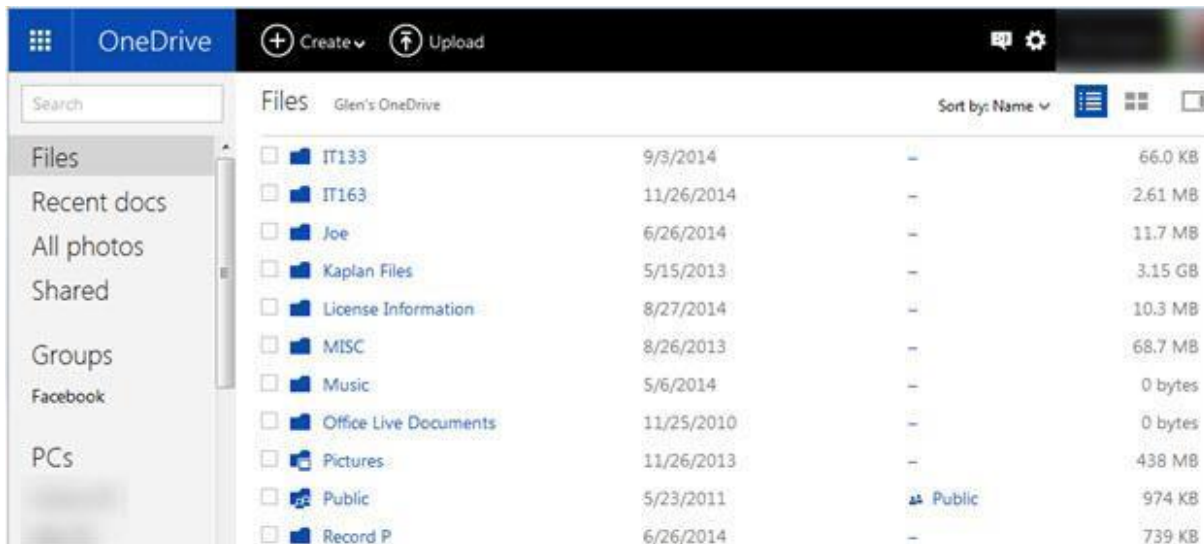 OneDrive Create Upload
Search
Files Glen's OneDrive Sort by: Name
Files
Recent docs
All photos
Shared
Groups
Facebook
PCs
IT133 9/3/2014 – 66.0 KB
IT163 11/26/2014 – 2.61 MB
Joe 6/26/2014 – 11.7 MB
Kaplan Files 5/15/2013 – 3.15 GB
License Information 8/27/2014 – 10.3 MB
MISC 8/26/2013 – 68.7 MB
Music 5/6/2014 – 0 bytes
Office Live Documents 11/25/2010 – 0 bytes
Pictures 11/26/2013 – 438 MB
Public 5/23/2011 Public 974 KB
Record P 6/26/2014 – 739 KB